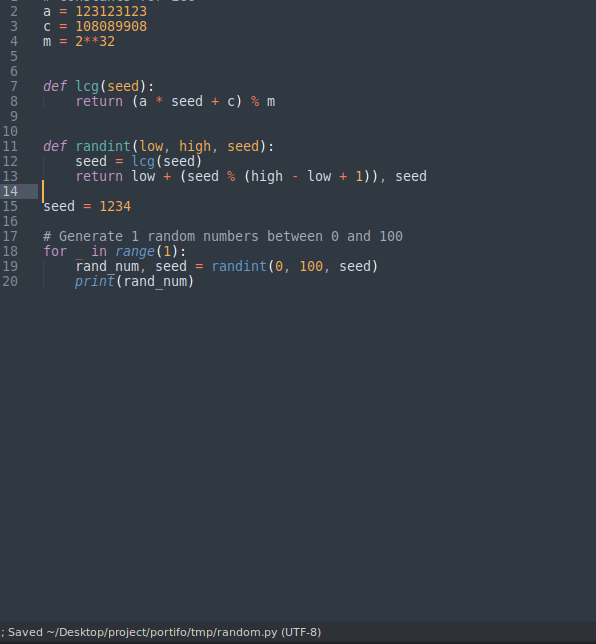 2 a = 123123123
3 c = 108089908
4 m = 2**32
5
6
7 def lcg(seed):
8     return (a * seed + c) % m
9
10
11 def randint(low, high, seed):
12     seed = lcg(seed)
13     return low + (seed % (high - low + 1)), seed
14
15 seed = 1234
16
17 # Generate 1 random numbers between 0 and 100
18 for _ in range(1):
19     rand_num, seed = randint(0, 100, seed)
20     print(rand_num)
; Saved ~/Desktop/project/portifo/tmp/random.py (UTF-8)